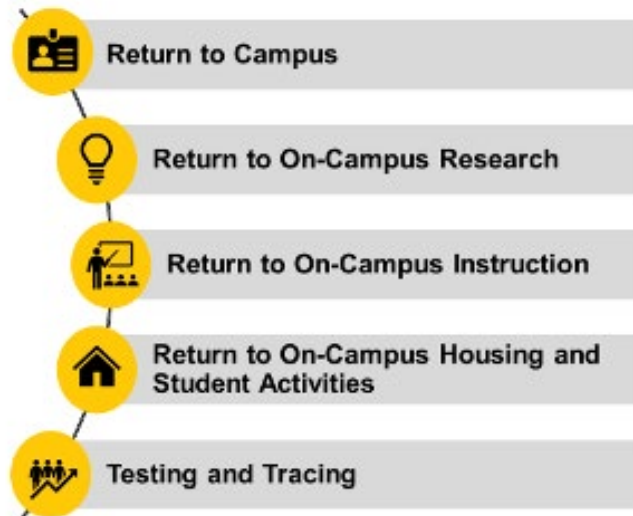 Return to Campus
Return to On-Campus Research
Return to On-Campus Instruction
Return to On-Campus Housing and
Student Activities
Testing and Tracing